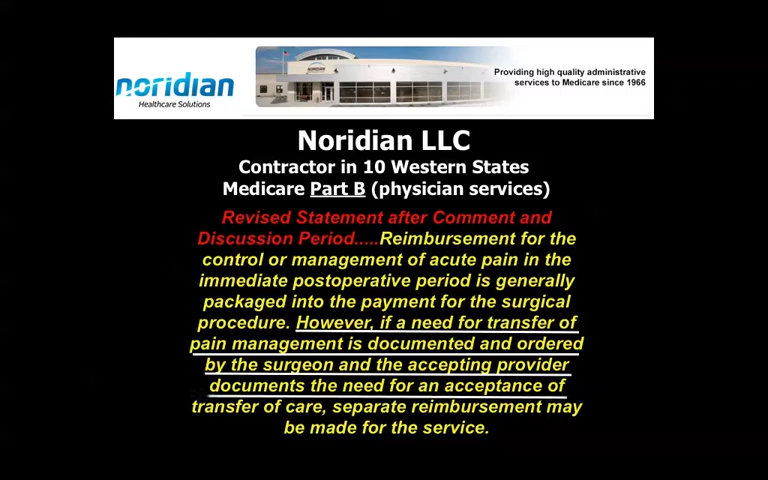 noridian
Healthcare Solutions
Providing high quality administrative
services to Medicare since 1966
Noridian LLC
Contractor in 10 Western States
Medicare Part B (physician services)
Revised Statement after Comment and
Discussion Period.....Reimbursement for the
control or management of acute pain in the
immediate postoperative period is generally
packaged into the payment for the surgical
procedure. However, if a need for transfer of
pain management is documented and ordered
by the surgeon and the accepting provider
documents the need for an acceptance of
transfer of care, separate reimbursement may
be made for the service.